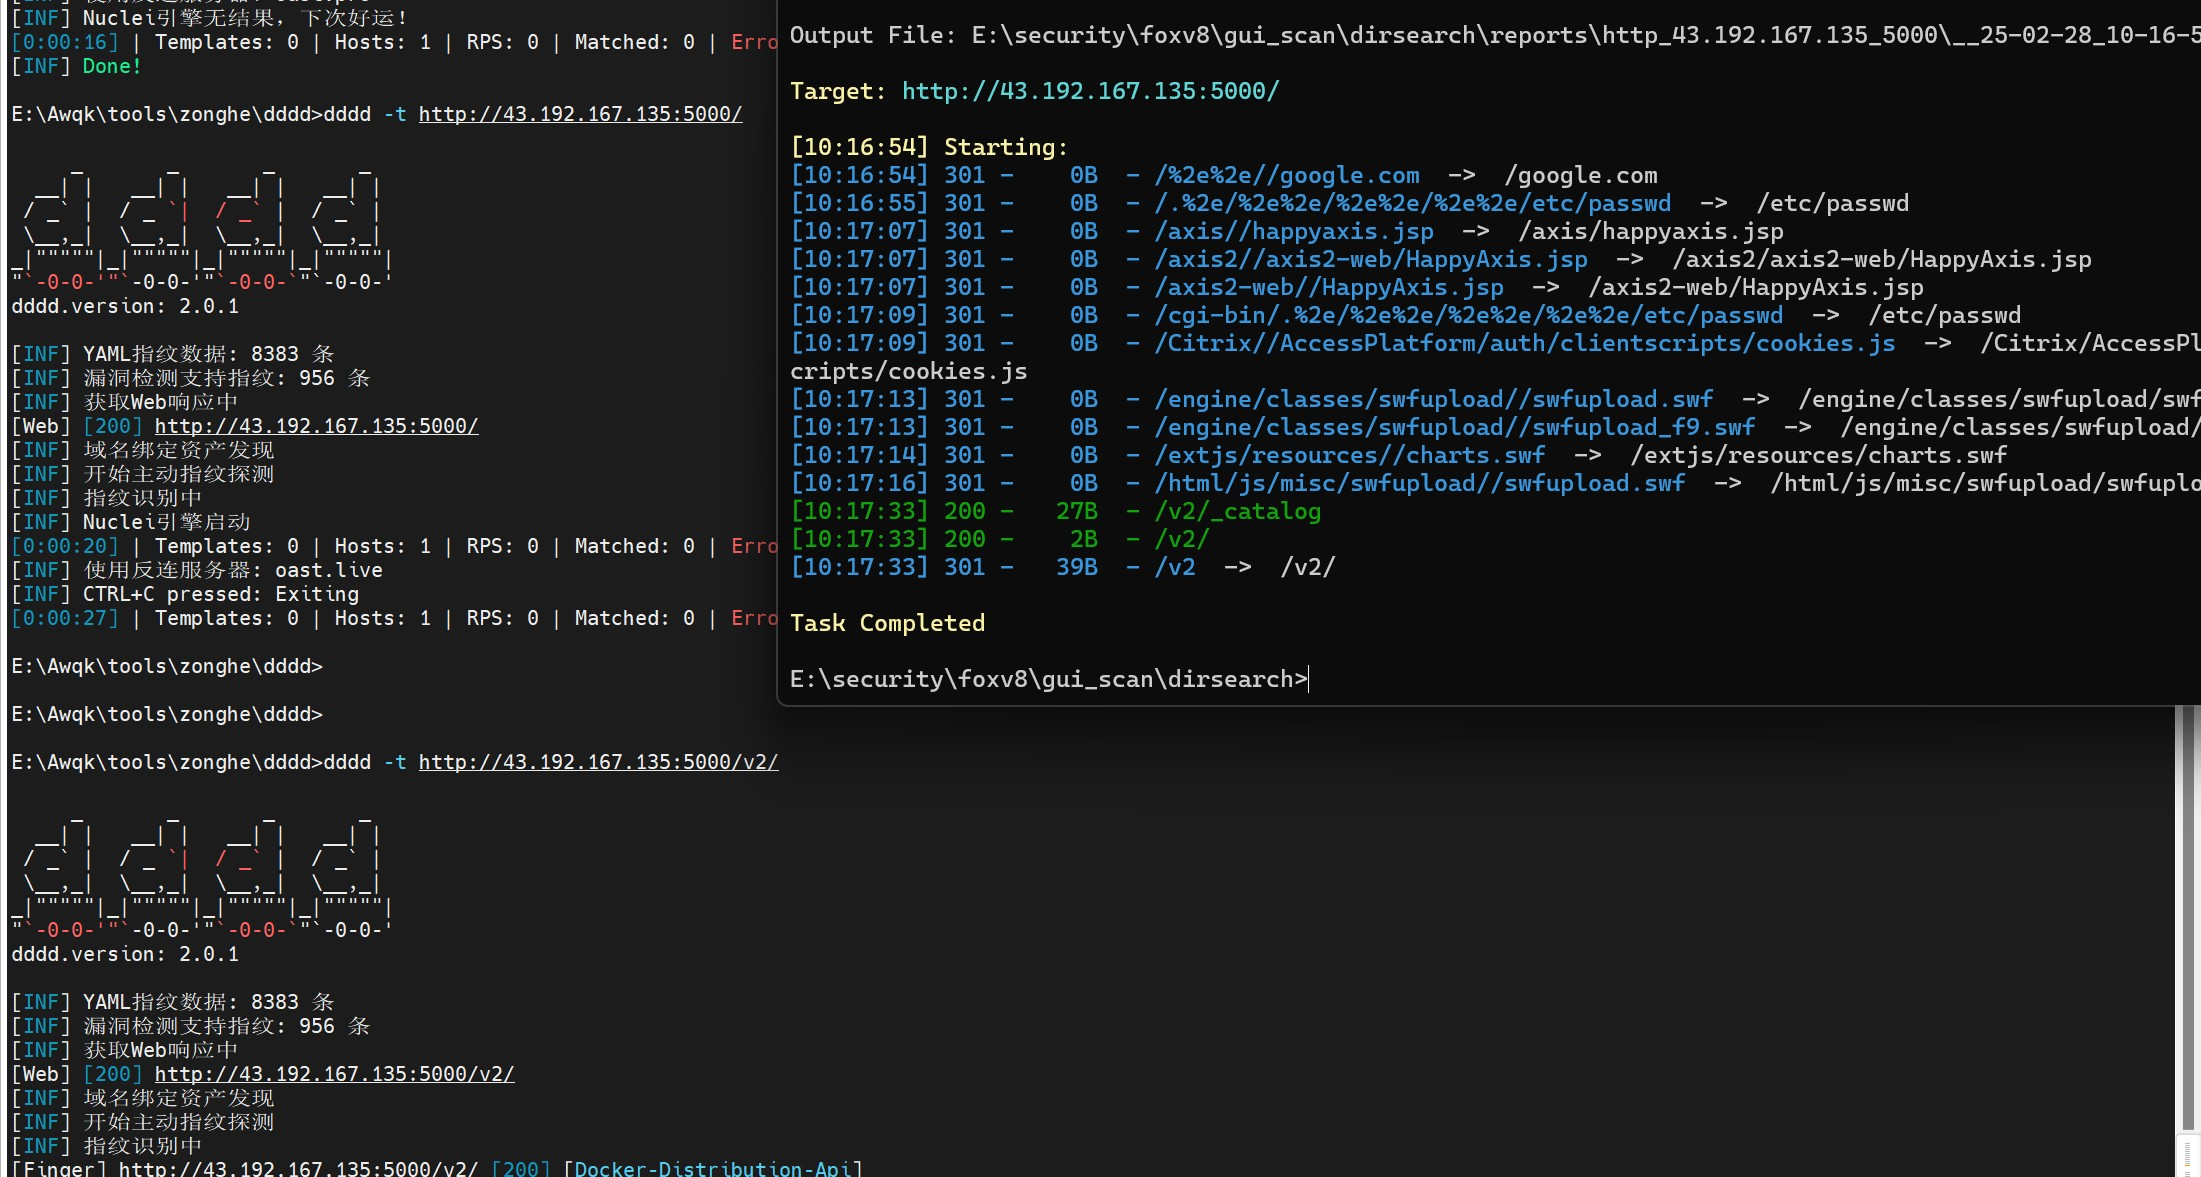 [INF] Nuclei引擎无结果，下次好运！
[0:00:16] | Templates: 0 | Hosts: 1 | RPS: 0 | Matched: 0 | Erro
[INF] Done!
E:\Awqk\tools\zonghe\dddd>dddd -t http://43.192.167.135:5000/
dddd.version: 2.0.1
[INF] YAML指纹数据: 8383 条
[INF] 漏洞检测支持指纹: 956 条
[INF] 获取Web响应中
[Web] [200] http://43.192.167.135:5000/
[INF] 域名绑定资产发现
[INF] 开始主动指纹探测
[INF] 指纹识别中
[INF] Nuclei引擎启动
[0:00:20] | Templates: 0 | Hosts: 1 | RPS: 0 | Matched: 0 | Erro
[INF] 使用反连服务器: oast.live
[INF] CTRL+C pressed: Exiting
[0:00:27] | Templates: 0 | Hosts: 1 | RPS: 0 | Matched: 0 | Erro
E:\Awqk\tools\zonghe\dddd>
E:\Awqk\tools\zonghe\dddd>
E:\Awqk\tools\zonghe\dddd>dddd -t http://43.192.167.135:5000/v2/
dddd.version: 2.0.1
[INF] YAML指纹数据: 8383 条
[INF] 漏洞检测支持指纹: 956 条
[INF] 获取Web响应中
[Web] [200] http://43.192.167.135:5000/v2/
[INF] 域名绑定资产发现
[INF] 开始主动指纹探测
[INF] 指纹识别中
[Finger] http://43.192.167.135:5000/v2/ [200] [Docker-Distribution-Api]
Output File: E:\security\foxv8\gui_scan\dirsearch\reports\http_43.192.167.135_5000\__25-02-28_10-16-5
Target: http://43.192.167.135:5000/
[10:16:54] Starting:
[10:16:54] 301 -    0B  - /%2e%2e//google.com  ->  /google.com
[10:16:55] 301 -    0B  - /.%2e/%2e%2e/%2e%2e/%2e%2e/etc/passwd  ->  /etc/passwd
[10:17:07] 301 -    0B  - /axis//happyaxis.jsp  ->  /axis/happyaxis.jsp
[10:17:07] 301 -    0B  - /axis2//axis2-web/HappyAxis.jsp  ->  /axis2/axis2-web/HappyAxis.jsp
[10:17:07] 301 -    0B  - /axis2-web//HappyAxis.jsp  ->  /axis2-web/HappyAxis.jsp
[10:17:09] 301 -    0B  - /cgi-bin/.%2e/%2e%2e/%2e%2e/%2e%2e/etc/passwd  ->  /etc/passwd
[10:17:09] 301 -    0B  - /Citrix//AccessPlatform/auth/clientscripts/cookies.js  ->  /Citrix/AccessPl
cripts/cookies.js
[10:17:13] 301 -    0B  - /engine/classes/swfupload//swfupload.swf  ->  /engine/classes/swfupload/swf
[10:17:13] 301 -    0B  - /engine/classes/swfupload//swfupload_f9.swf  ->  /engine/classes/swfupload/
[10:17:14] 301 -    0B  - /extjs/resources//charts.swf  ->  /extjs/resources/charts.swf
[10:17:16] 301 -    0B  - /html/js/misc/swfupload//swfupload.swf  ->  /html/js/misc/swfupload/swfuplo
[10:17:33] 200 -   27B  - /v2/_catalog
[10:17:33] 200 -    2B  - /v2/
[10:17:33] 301 -   39B  - /v2  ->  /v2/
Task Completed
E:\security\foxv8\gui_scan\dirsearch>